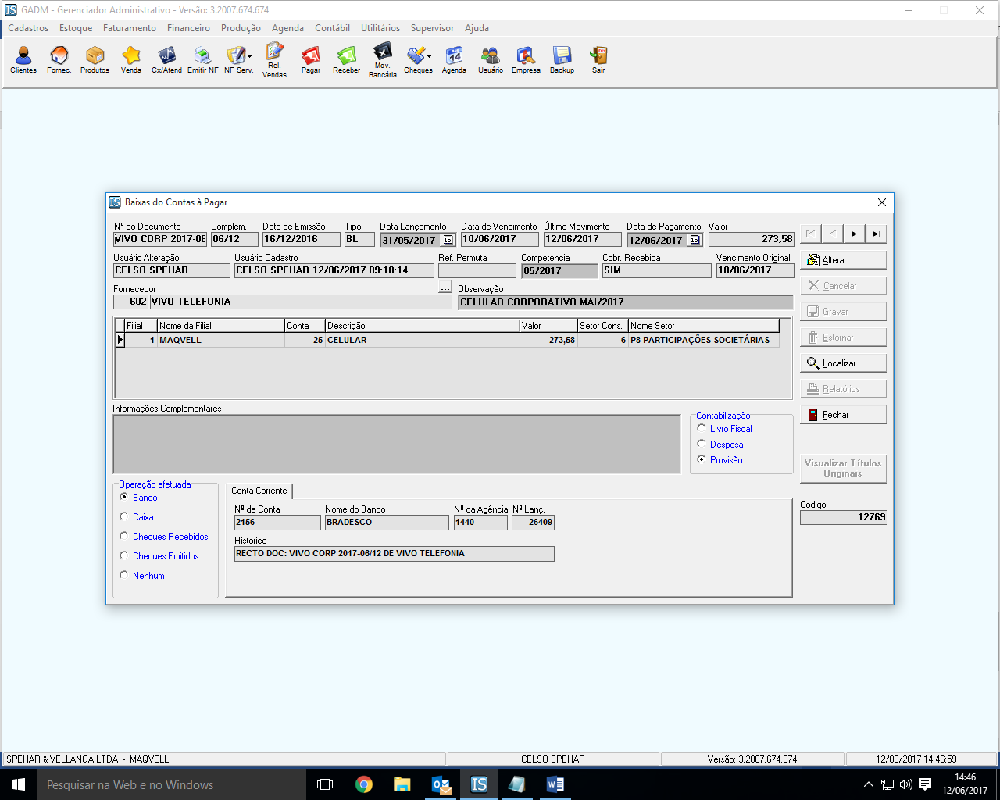 GADM - Gerenciador Administrativo - Versão: 3.2007.674.674
Cadastros Estoque Faturamento Financeiro Produção Agenda Contábil Utilitários Supervisor Ajuda
Clientes Fornec. Produtos Venda Cx/Atend Emitir NF NF Serv. Rel. Vendas Pagar Receber Mov. Bancária Cheques Agenda Usuário Empresa Backup Sair
Baixas do Contas à Pagar
Nº do Documento Complem. Data de Emissão Tipo Data Lançamento Data de Vencimento Último Movimento Data de Pagamento Valor
VIVO CORP 2017-06 06/12 16/12/2016 BL 31/05/2017 15 10/06/2017 12/06/2017 12/06/2017 15 273,58
Usuário Alteração Usuário Cadastro Ref. Permuta Competência Cobr. Recebida Vencimento Original
CELSO SPEHAR CELSO SPEHAR 12/06/2017 09:18:14 05/2017 SIM 10/06/2017
Fornecedor ... Observação
602 VIVO TELEFONIA CELULAR CORPORATIVO MAI/2017
Filial Nome da Filial Conta Descrição Valor Setor Cons. Nome Setor
1 MAQVELL 25 CELULAR 273,58 6 P8 PARTICIPAÇÕES SOCIETÁRIAS
Alterar
Cancelar
Gravar
Estornar
Localizar
Relatórios
Fechar
Visualizar Títulos
Originais
Código
12769
Informações Complementares
Contabilização
Livro Fiscal
Despesa
Provisão
Operação efetuada
Banco
Caixa
Cheques Recebidos
Cheques Emitidos
Nenhum
Conta Corrente
Nº da Conta Nome do Banco Nº da Agência Nº Lanç.
2156 BRADESCO 1440 26409
Histórico
RECTO DOC: VIVO CORP 2017-06/12 DE VIVO TELEFONIA
SPEHAR & VELLANGA LTDA - MAQVELL CELSO SPEHAR Versão: 3.2007.674.674 12/06/2017 14:46:59
Pesquisar na Web e no Windows
14:46
12/06/2017